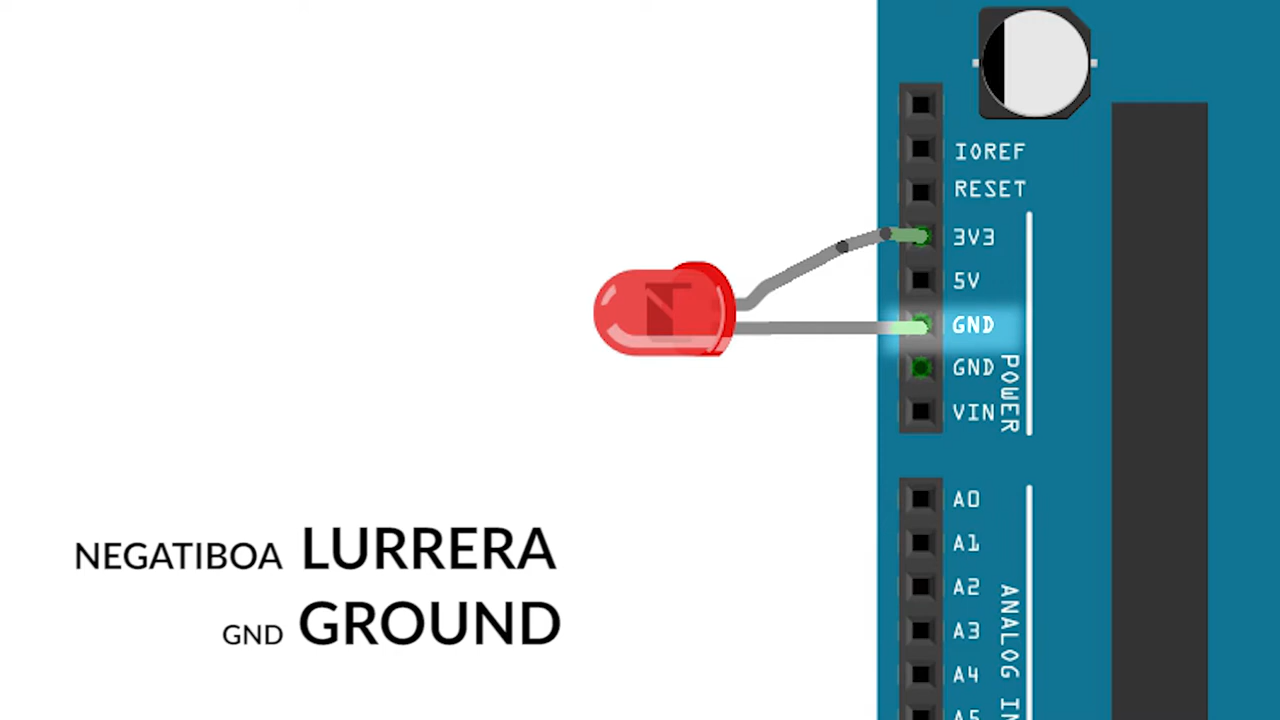 IOREF
RESET
3V3
5V
GND
GND
VIN
POWER
A0
A1
A2
A3
A4
A5
ANALOG IN
NEGATIBOA LURRERA
GND GROUND